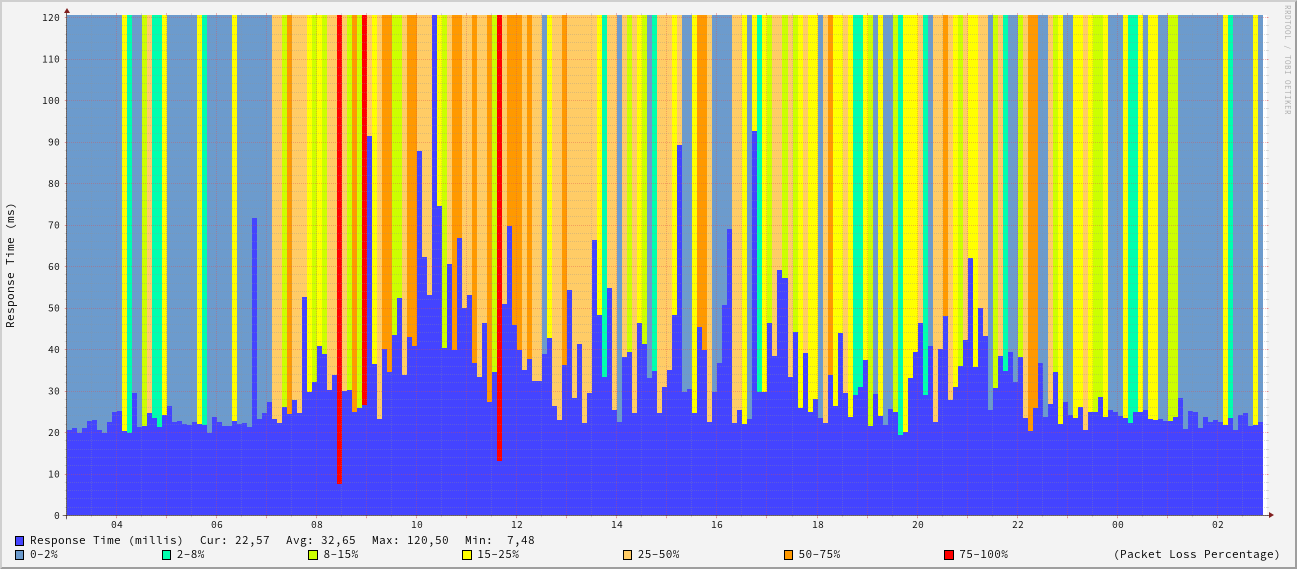 RRDTOOL / TOBI OETIKER
Response Time (ms)
120
110
100
90
80
70
60
50
40
30
20
10
0
04 06 08 10 12 14 16 18 20 22 00 02
Response Time (millis) Cur: 22,57 Avg: 32,65 Max: 120,50 Min: 7,48
0-2% 2-8% 8-15% 15-25% 25-50% 50-75% 75-100% (Packet Loss Percentage)